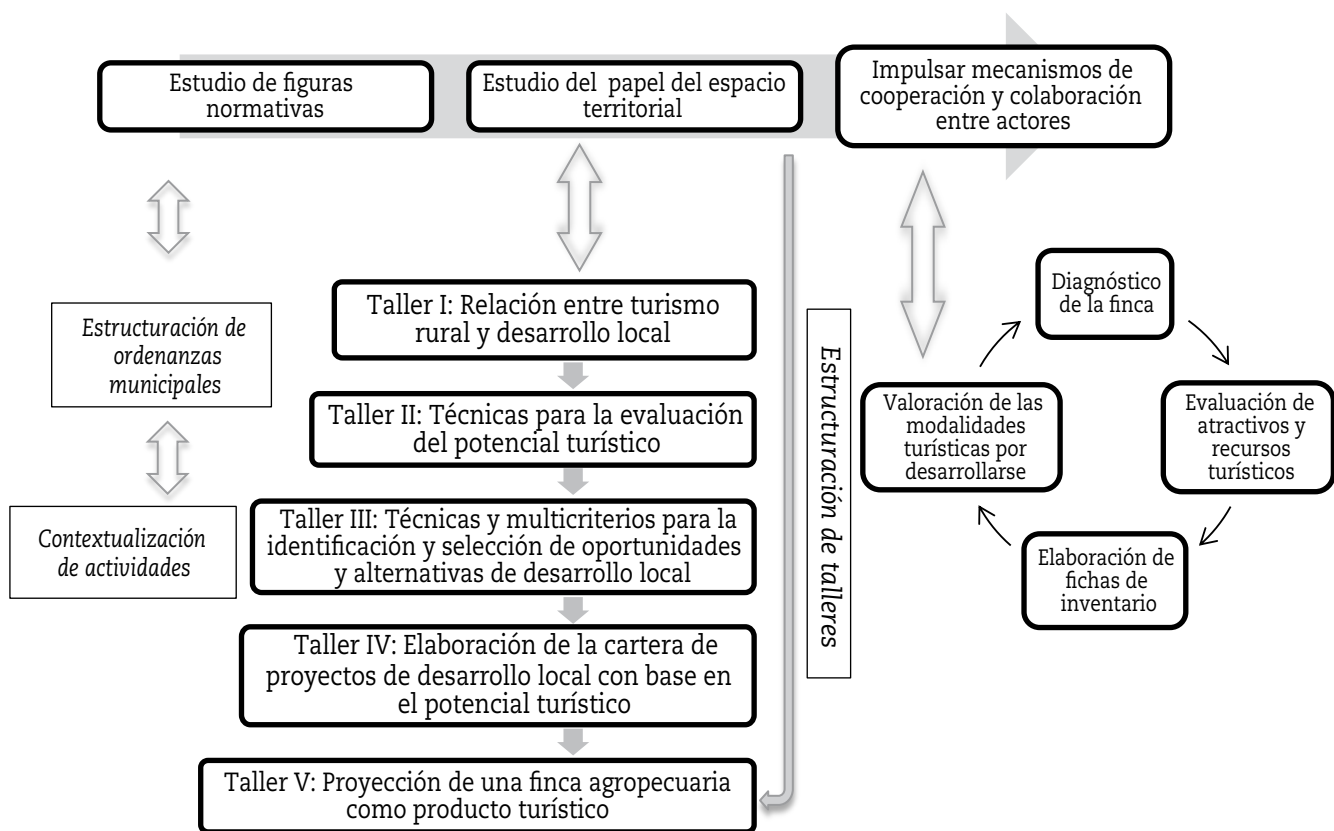 Estudio de figuras
normativas
Estudio del papel del espacio
territorial
Impulsar mecanismos de
cooperación y colaboración
entre actores
Estructuración de
ordenanzas
municipales
Contextualización
de actividades
Taller I: Relación entre turismo
rural y desarrollo local
Taller II: Técnicas para la evaluación
del potencial turístico
Taller III: Técnicas y multicriterios para la
identificación y selección de oportunidades
y alternativas de desarrollo local
Taller IV: Elaboración de la cartera de
proyectos de desarrollo local con base en
el potencial turístico
Taller V: Proyección de una finca agropecuaria
como producto turístico
Estructuración de talleres
Diagnóstico
de la finca
Evaluación de
atractivos y
recursos
turísticos
Elaboración de
fichas de
inventario
Valoración de las
modalidades
turísticas por
desarrollarse